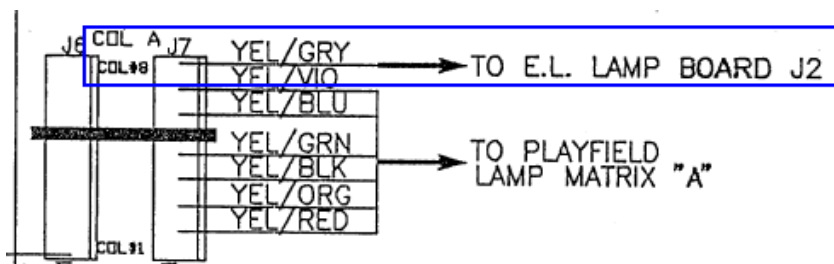 J6 COL A J7
COL#8
YEL/GRY
TO E.L. LAMP BOARD J2
YEL/VIO
YEL/BLU
YEL/GRN
TO PLAYFIELD
LAMP MATRIX "A"
YEL/BLK
YEL/ORG
YEL/RED
COL#1